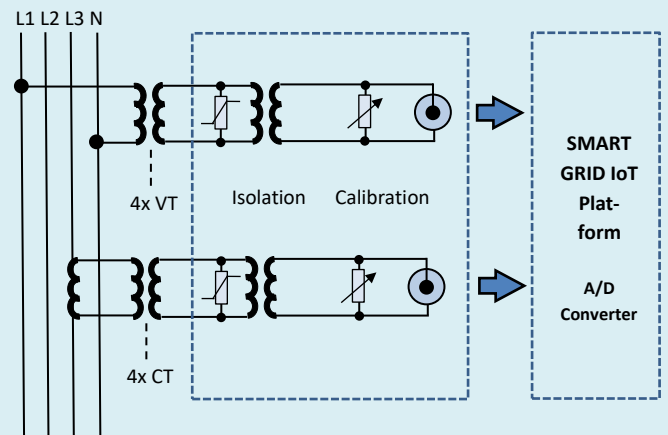 L1 L2 L3 N
4x VT
Isolation
Calibration
4x CT
SMART
GRID IoT
Plat-
form
A/D
Converter